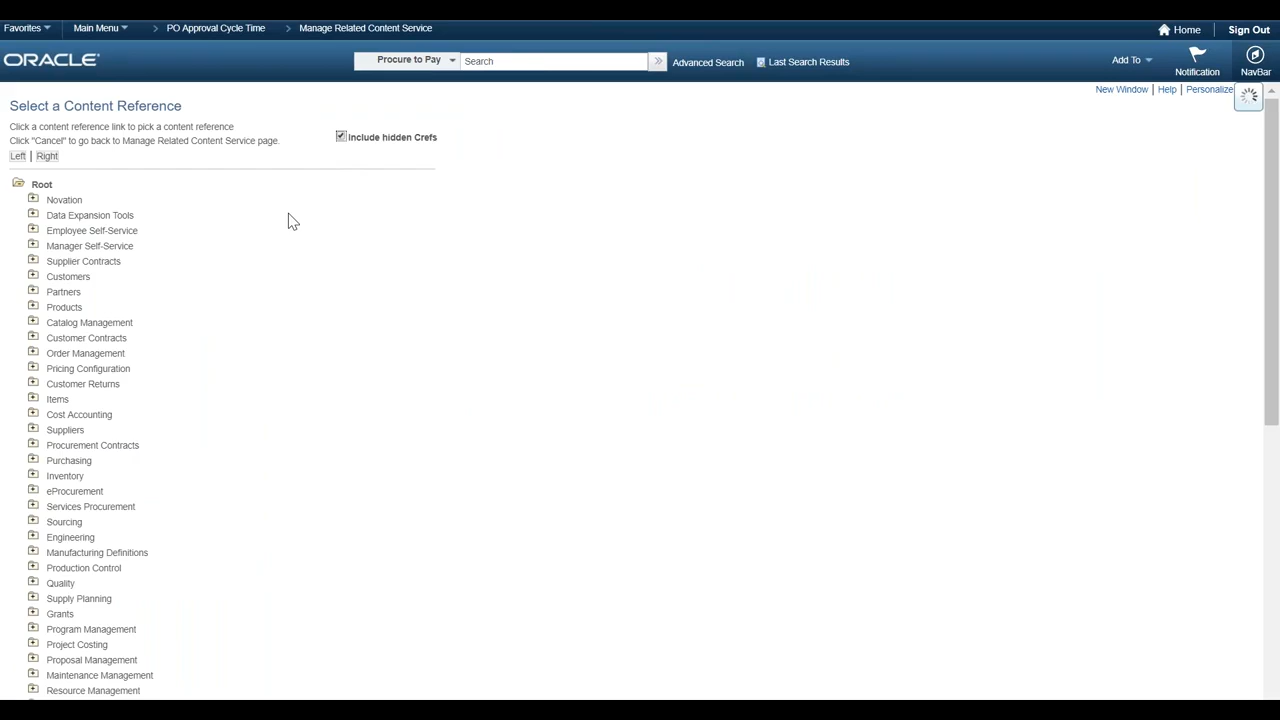 Favorites
Main Menu
PO Approval Cycle Time
Manage Related Content Service
Home
Sign Out
ORACLE
Procure to Pay
Search
Advanced Search
Last Search Results
Add To
Notification
NavBar
New Window | Help | Personalize
Select a Content Reference
Click a content reference link to pick a content reference
Click "Cancel" to go back to Manage Related Content Service page.
Include hidden Crefs
Left | Right
Root
Novation
Data Expansion Tools
Employee Self-Service
Manager Self-Service
Supplier Contracts
Customers
Partners
Products
Catalog Management
Customer Contracts
Order Management
Pricing Configuration
Customer Returns
Items
Cost Accounting
Suppliers
Procurement Contracts
Purchasing
Inventory
eProcurement
Services Procurement
Sourcing
Engineering
Manufacturing Definitions
Production Control
Quality
Supply Planning
Grants
Program Management
Project Costing
Proposal Management
Maintenance Management
Resource Management